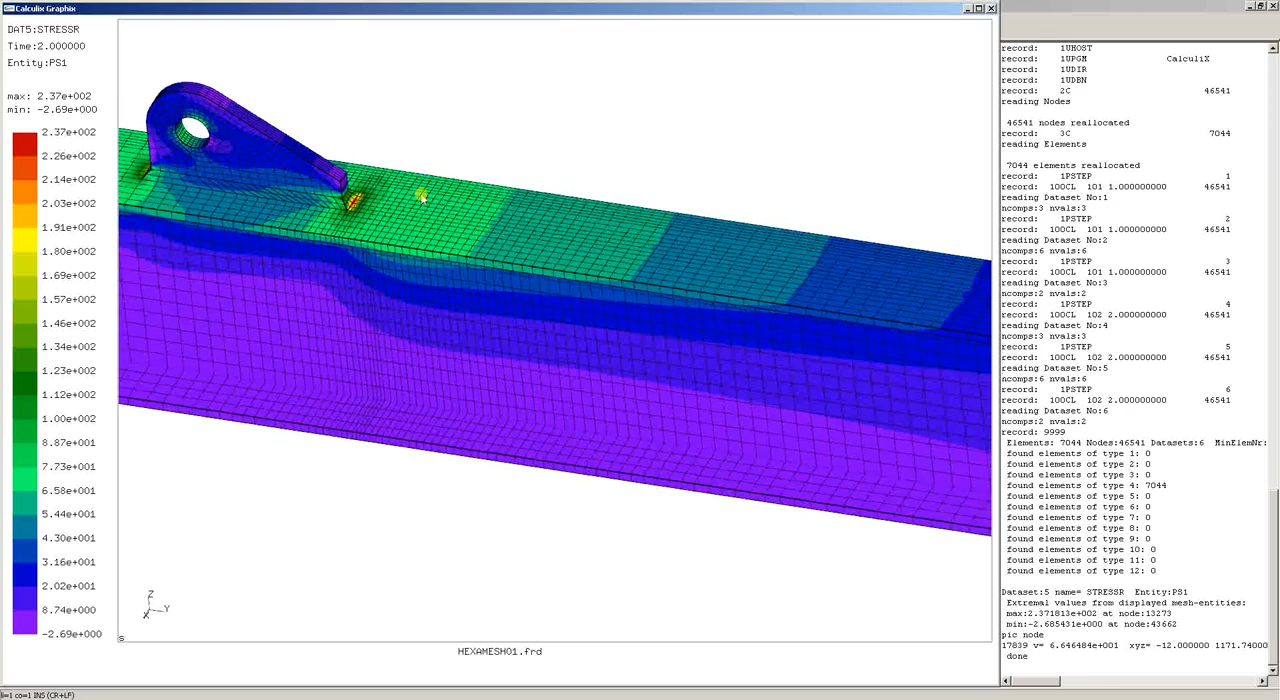 Calculix Graphix
DAT5:STRESSR
Time:2.000000
Entity:PS1
max: 2.37e+002
min: -2.69e+000
2.37e+002
2.26e+002
2.14e+002
2.03e+002
1.91e+002
1.80e+002
1.69e+002
1.57e+002
1.46e+002
1.34e+002
1.23e+002
1.12e+002
1.00e+002
8.87e+001
7.73e+001
6.58e+001
5.44e+001
4.30e+001
3.16e+001
2.02e+001
8.74e+000
-2.69e+000
Z
Y
X
S
HEXAMESH01.frd
record: 1UHOST
record: 1UPGM CalculiX
record: 1UDIR
record: 1UDBN
record: 2C 46541
reading Nodes
46541 nodes reallocated
record: 3C 7044
reading Elements
7044 elements reallocated
record: 1PSTEP 1
record: 100CL 101 1.000000000 46541
reading Dataset No:1
ncomps:3 nvals:3
record: 1PSTEP 2
record: 100CL 101 1.000000000 46541
reading Dataset No:2
ncomps:6 nvals:6
record: 1PSTEP 3
record: 100CL 101 1.000000000 46541
reading Dataset No:3
ncomps:2 nvals:2
record: 1PSTEP 4
record: 100CL 102 2.000000000 46541
reading Dataset No:4
ncomps:3 nvals:3
record: 1PSTEP 5
record: 100CL 102 2.000000000 46541
reading Dataset No:5
ncomps:6 nvals:6
record: 1PSTEP 6
record: 100CL 102 2.000000000 46541
reading Dataset No:6
ncomps:2 nvals:2
record: 9999
Elements: 7044 Nodes:46541 Datasets:6 MinElemNr:
found elements of type 1: 0
found elements of type 2: 0
found elements of type 3: 0
found elements of type 4: 7044
found elements of type 5: 0
found elements of type 6: 0
found elements of type 7: 0
found elements of type 8: 0
found elements of type 9: 0
found elements of type 10: 0
found elements of type 11: 0
found elements of type 12: 0
Dataset:5 name= STRESSR Entity:PS1
Extremal values from displayed mesh-entities:
max:2.371813e+002 at node:13273
min:-2.685431e+000 at node:43662
pic node
17839 v= 6.646484e+001 xyz= -12.000000 1171.74000
done
li=1 co=1 INS (CR+LF)